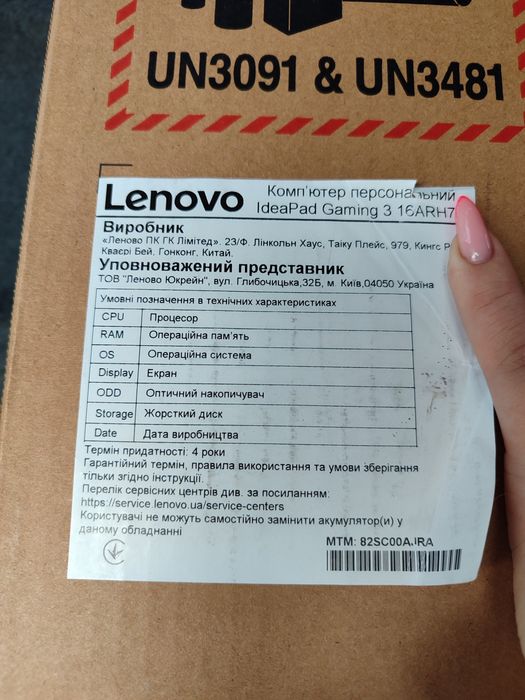 UN3091 & UN3481
Lenovo
Комп'ютер персональний
IdeaPad Gaming 3 16ARH7
Виробник
«Леново ПК ГК Лімітед». 23/Ф. Лінкольн Хаус, Таіку Плейс, 979, Кингс
Кваєрі Бей. Гонконг, Китай.
Уповноважений представник
ТОВ "Леново Юкрейн", вул. Глибочицька,32Б, м. Київ,04050 Україна
Умовні позначення в технічних характеристиках
CPU Процесор
RAM Операційна пам'ять
OS Операційна система
Display Екран
ODD Оптичний накопичувач
Storage Жорсткий диск
Date Дата виробництва
Термін придатності: 4 роки
Гарантійний термін, правила використання та умови зберігання
тільки згідно інструкції.
Перелік сервісних центрів див. за посиланням:
https://service.lenovo.ua/service-centers
Користувачі не можуть самостійно замінити акумулятор(и) у
даному обладнанні
MTM: